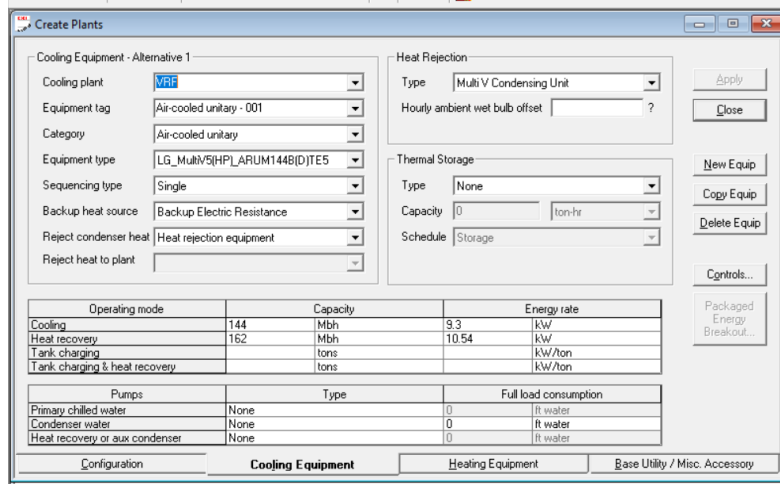 Create Plants
Cooling Equipment - Alternative 1
Cooling plant VRF
Equipment tag Air-cooled unitary - 001
Category Air-cooled unitary
Equipment type LG_MultiV5(HP)_ARUM144B(D)TE5
Sequencing type Single
Backup heat source Backup Electric Resistance
Reject condenser heat Heat rejection equipment
Reject heat to plant
Heat Rejection
Type Multi V Condensing Unit
Hourly ambient wet bulb offset ?
Thermal Storage
Type None
Capacity 0 ton-hr
Schedule Storage
Apply
Close
New Equip
Copy Equip
Delete Equip
Controls...
Packaged
Energy
Breakout...
Operating mode Capacity Energy rate
Cooling 144 Mbh 9.3 kW
Heat recovery 162 Mbh 10.54 kW
Tank charging tons kW/ton
Tank charging & heat recovery tons kW/ton
Pumps Type Full load consumption
Primary chilled water None 0 ft water
Condenser water None 0 ft water
Heat recovery or aux condenser None 0 ft water
Configuration Cooling Equipment Heating Equipment Base Utility / Misc. Accessory